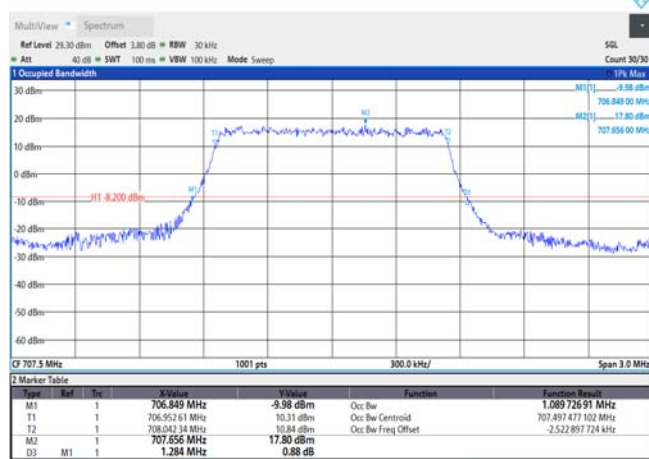 MultiView Spectrum
Ref Level 29.30 dBm Offset 3.80 dB RBW 30 kHz SGL
Att 40 dB SWT 100 ms VBW 100 kHz Mode Sweep Count 30/30
1 Occupied Bandwidth 1Pk Max
M1[1] -9.98 dBm
706.849 00 MHz
M2[1] 17.80 dBm
707.656 00 MHz
30 dBm
20 dBm
M2
T1 T2
10 dBm
0 dBm
M1 D3
H1 -8.200 dBm
-10 dBm
-20 dBm
-30 dBm
-40 dBm
-50 dBm
-60 dBm
CF 707.5 MHz 1001 pts 300.0 kHz/ Span 3.0 MHz
2 Marker Table
Type Ref Trc X-Value Y-Value Function Function Result
M1 1 706.849 MHz -9.98 dBm Occ Bw 1.089 726 91 MHz
T1 1 706.952 61 MHz 10.31 dBm Occ Bw Centroid 707.497 477 102 MHz
T2 1 708.042 34 MHz 10.84 dBm Occ Bw Freq Offset -2.522 897 724 kHz
M2 1 707.656 MHz 17.80 dBm
D3 M1 1 1.284 MHz 0.88 dB